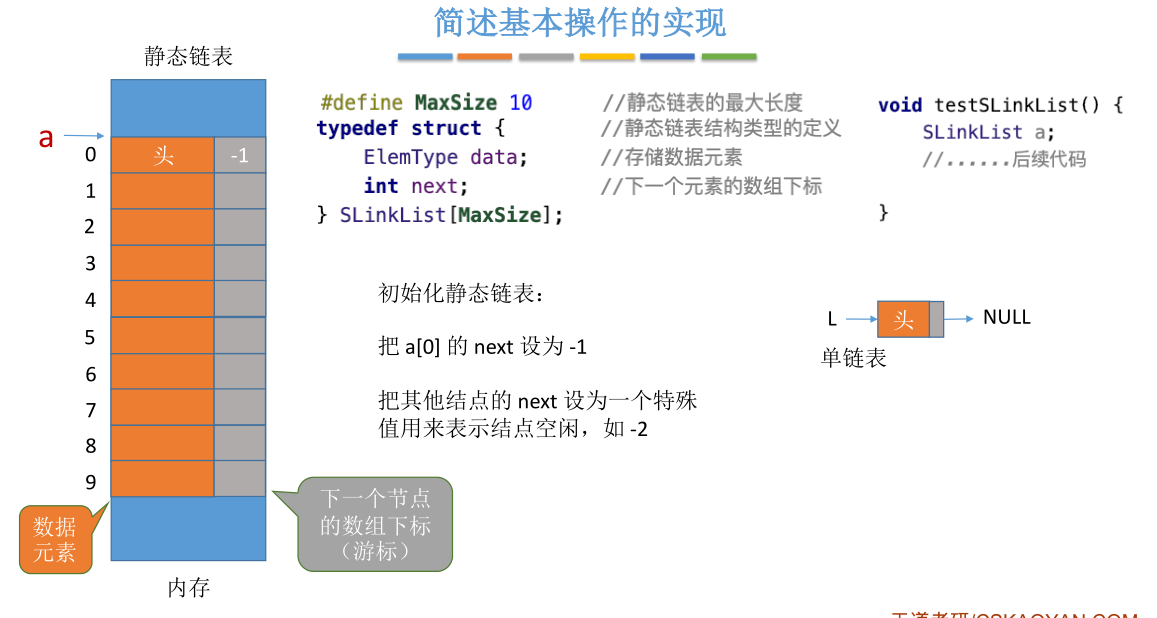 简述基本操作的实现
静态链表
a
0 头 -1
1
2
3
4
5
6
7
8
9
数据
元素
下一个节点
的数组下标
（游标）
内存
#define MaxSize 10 //静态链表的最大长度
typedef struct { //静态链表结构类型的定义
ElemType data; //存储数据元素
int next; //下一个元素的数组下标
} SLinkList[MaxSize];
void testSLinkList() {
SLinkList a;
//......后续代码
}
初始化静态链表：
把 a[0] 的 next 设为 -1
把其他结点的 next 设为一个特殊
值用来表示结点空闲，如 -2
L 头 NULL
单链表
王道考研/CSKAOYAN.COM